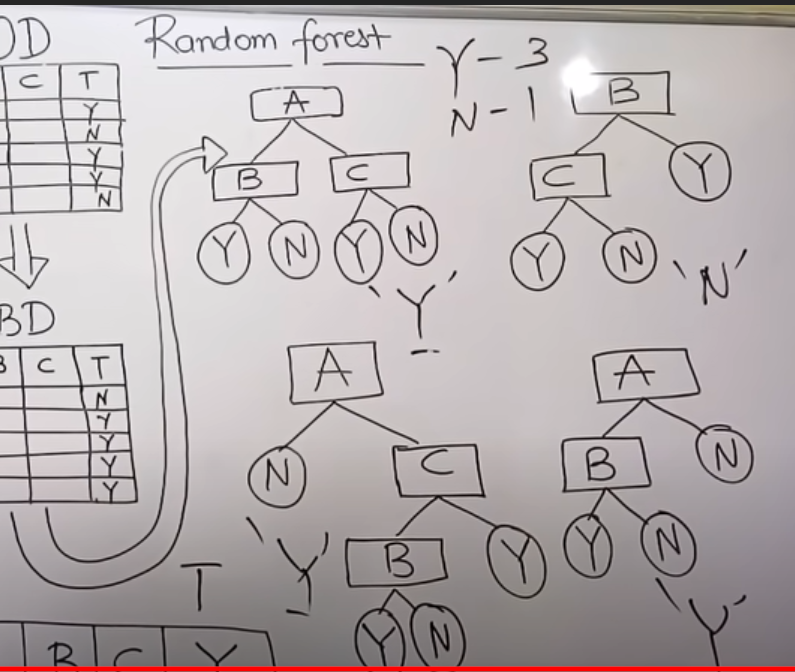 OD
Random forest
Y - 3
N - 1
C T
Y
N
Y
Y
N
A
B C
Y N Y N
'Y'
B
C Y
Y N
'N'
BD
B C T
N
Y
Y
Y
Y
A
N C
B Y
Y N
'Y'
A
B N
Y N
'Y'
T
B C Y